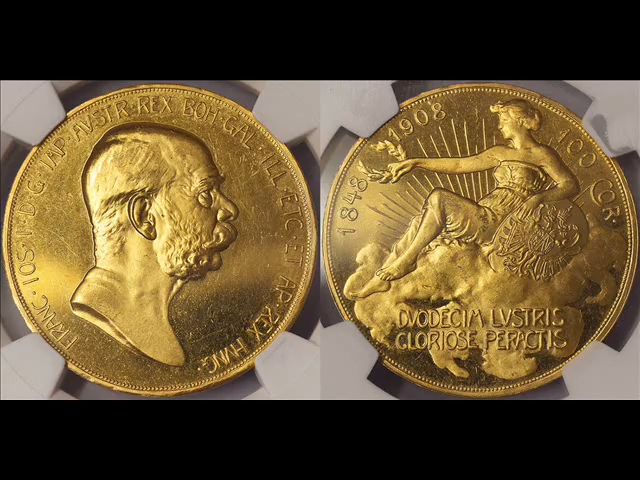 FRANC·IOS·I·D·G·IMP·AVSTR·REX BOH·GAL·ILL·ETC·ET AP·REX HVNG·
1848 1908 100 COR·
DVODECIM LVSTRIS
GLORIOSE PERACTIS